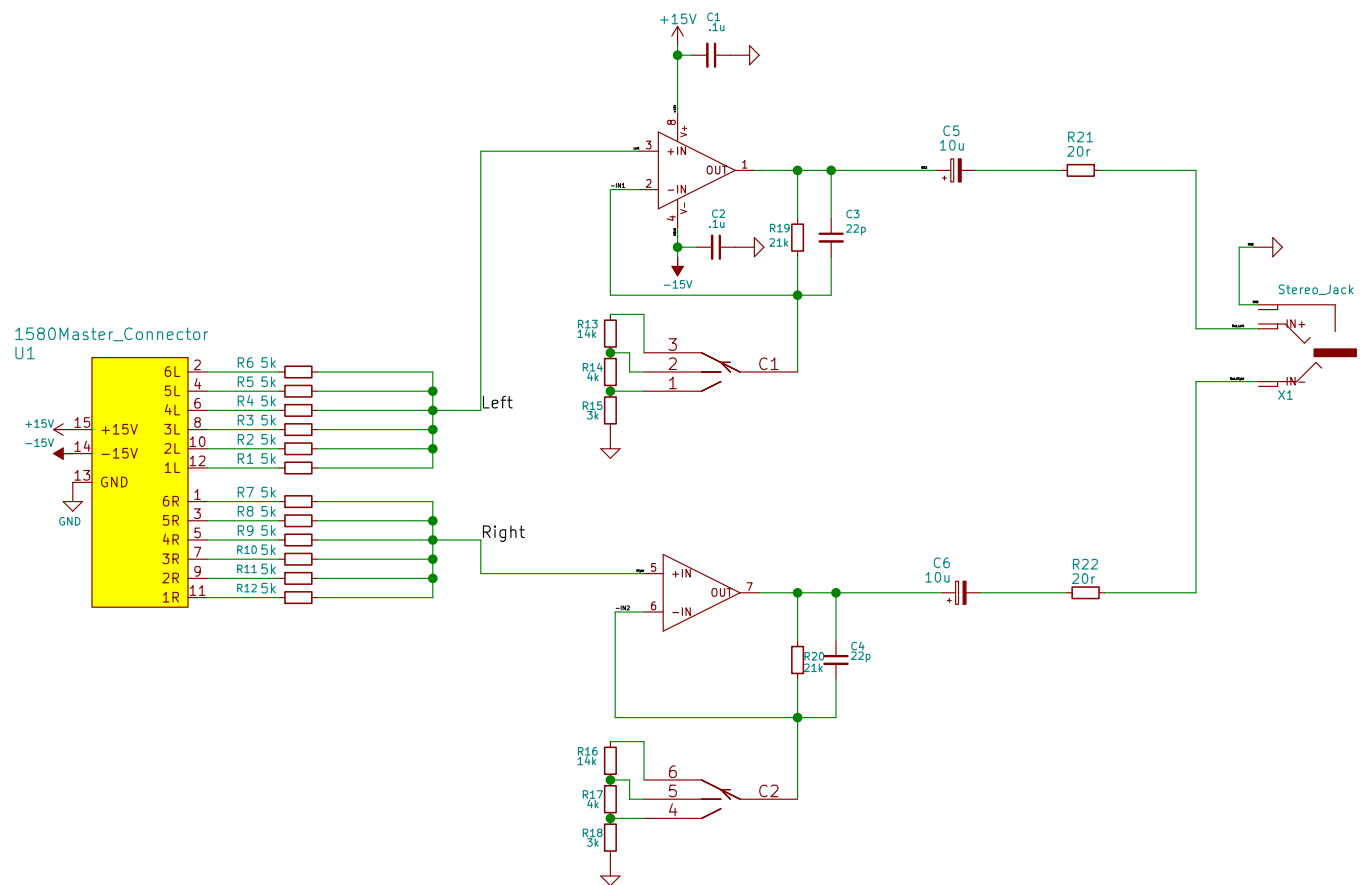 +15V
C1
.1u
8
V+
3
+IN
OUT
1
2
-IN
-IN1
V-
4
C2
.1u
-15V
R19
21k
C3
22p
C5
10u
R21
20r
Stereo_Jack
IN+
IN-
X1
R13
14k
R14
4k
R15
3k
3
2
1
C1
1580Master_Connector
U1
+15V
15
+15V
-15V
14
-15V
13
GND
GND
6L
2
R6 5k
5L
4
R5 5k
4L
6
R4 5k
3L
8
R3 5k
2L
10
R2 5k
1L
12
R1 5k
6R
1
R7 5k
5R
3
R8 5k
4R
5
R9 5k
3R
7
R10 5k
2R
9
R11 5k
1R
11
R12 5k
Left
Right
5
+IN
OUT
7
6
-IN
-IN2
R20
21k
C4
22p
C6
10u
R22
20r
R16
14k
R17
4k
R18
3k
6
5
4
C2